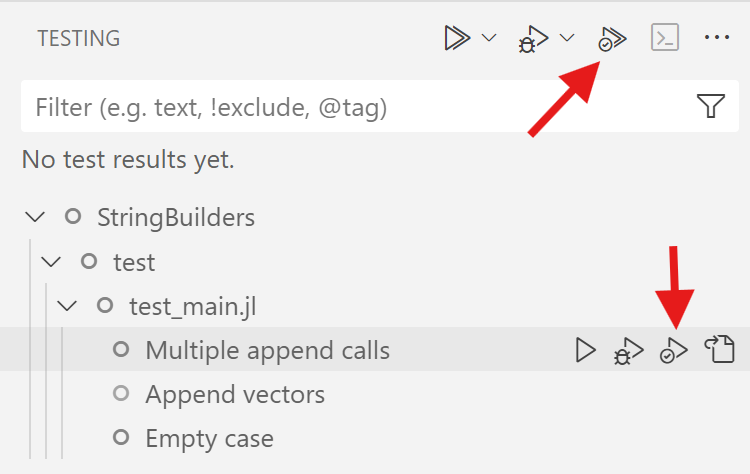 TESTING
Filter (e.g. text, !exclude, @tag)
No test results yet.
StringBuilders
test
test_main.jl
Multiple append calls
Append vectors
Empty case